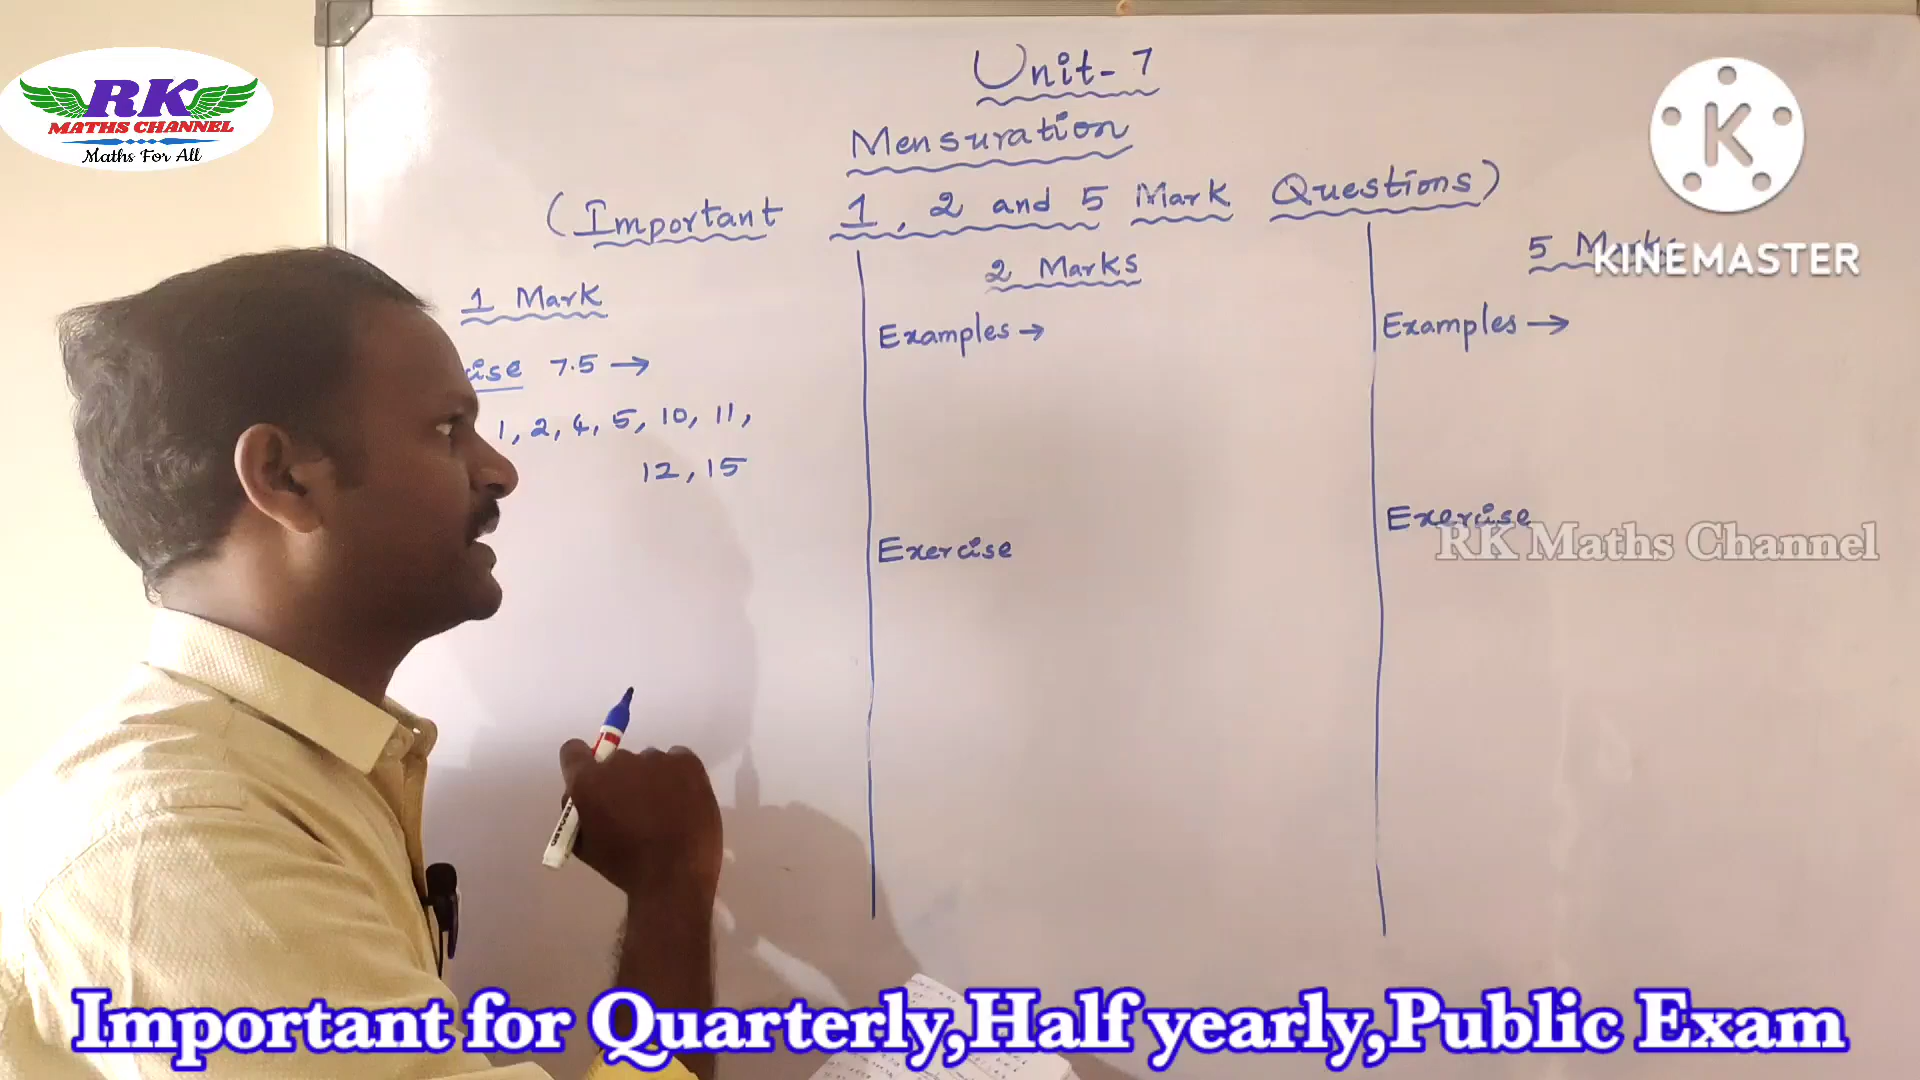 RK
MATHS CHANNEL
Maths For All
Unit-7
Mensuration
(Important 1, 2 and 5 Mark Questions)
1 Mark
7.5 →
1, 2, 4, 5, 10, 11,
12, 15
2 Marks
Examples →
Exercise
5 Marks
Examples →
Exercise
K
KINEMASTER
RK Maths Channel
Important for Quarterly,Half yearly,Public Exam